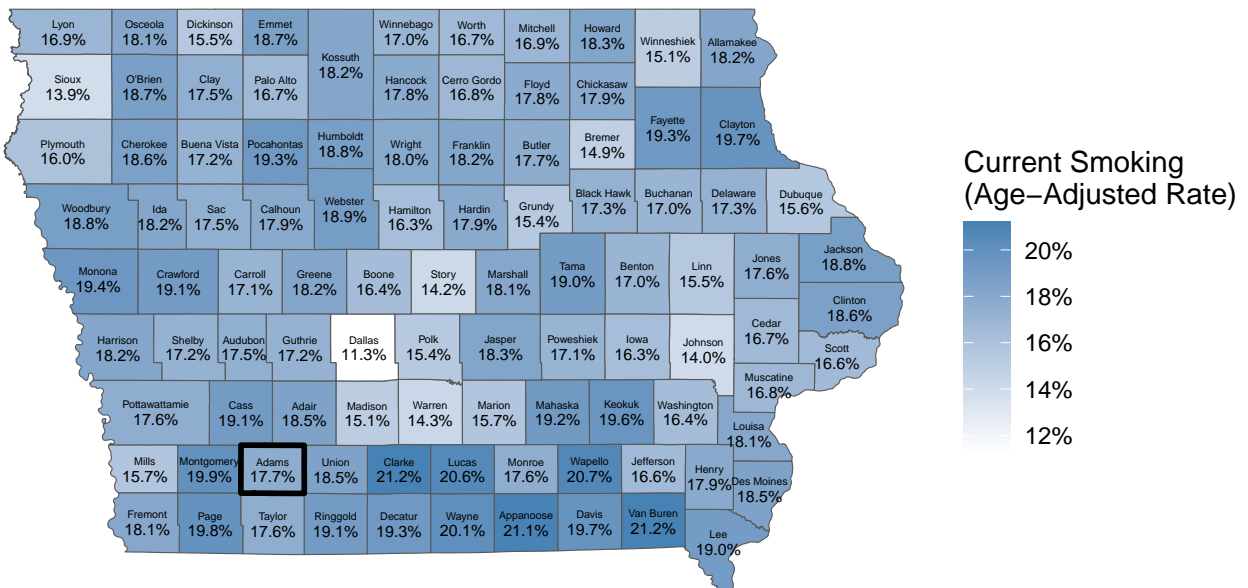 Lyon
16.9%
Osceola
18.1%
Dickinson
15.5%
Emmet
18.7%
Kossuth
18.2%
Winnebago
17.0%
Worth
16.7%
Mitchell
16.9%
Howard
18.3%
Winneshiek
15.1%
Allamakee
18.2%
Sioux
13.9%
O'Brien
18.7%
Clay
17.5%
Palo Alto
16.7%
Hancock
17.8%
Cerro Gordo
16.8%
Floyd
17.8%
Chickasaw
17.9%
Fayette
19.3%
Clayton
19.7%
Plymouth
16.0%
Cherokee
18.6%
Buena Vista
17.2%
Pocahontas
19.3%
Humboldt
18.8%
Wright
18.0%
Franklin
18.2%
Butler
17.7%
Bremer
14.9%
Woodbury
18.8%
Ida
18.2%
Sac
17.5%
Calhoun
17.9%
Webster
18.9%
Hamilton
16.3%
Hardin
17.9%
Grundy
15.4%
Black Hawk
17.3%
Buchanan
17.0%
Delaware
17.3%
Dubuque
15.6%
Monona
19.4%
Crawford
19.1%
Carroll
17.1%
Greene
18.2%
Boone
16.4%
Story
14.2%
Marshall
18.1%
Tama
19.0%
Benton
17.0%
Linn
15.5%
Jones
17.6%
Jackson
18.8%
Clinton
18.6%
Harrison
18.2%
Shelby
17.2%
Audubon
17.5%
Guthrie
17.2%
Dallas
11.3%
Polk
15.4%
Jasper
18.3%
Poweshiek
17.1%
Iowa
16.3%
Johnson
14.0%
Cedar
16.7%
Scott
16.6%
Muscatine
16.8%
Pottawattamie
17.6%
Cass
19.1%
Adair
18.5%
Madison
15.1%
Warren
14.3%
Marion
15.7%
Mahaska
19.2%
Keokuk
19.6%
Washington
16.4%
Louisa
18.1%
Mills
15.7%
Montgomery
19.9%
Adams
17.7%
Union
18.5%
Clarke
21.2%
Lucas
20.6%
Monroe
17.6%
Wapello
20.7%
Jefferson
16.6%
Henry
17.9%
Des Moines
18.5%
Fremont
18.1%
Page
19.8%
Taylor
17.6%
Ringgold
19.1%
Decatur
19.3%
Wayne
20.1%
Appanoose
21.1%
Davis
19.7%
Van Buren
21.2%
Lee
19.0%
Current Smoking
(Age−Adjusted Rate)
20%
18%
16%
14%
12%